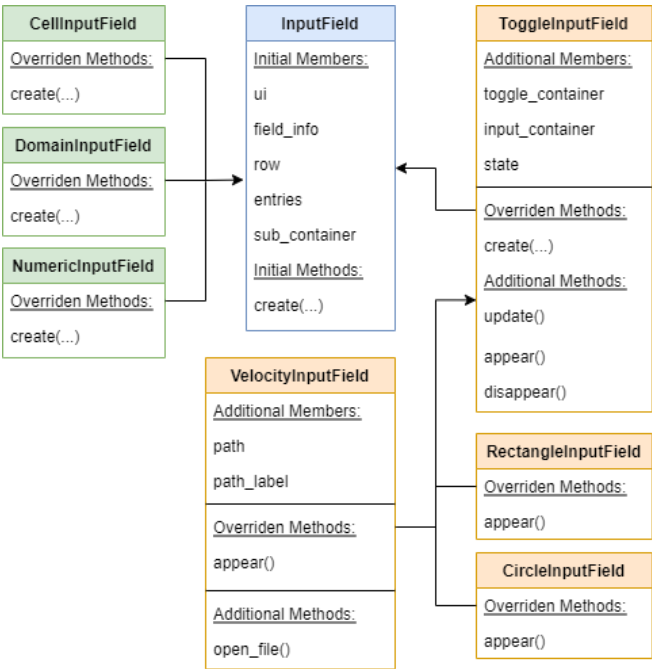 CellInputField
Overriden Methods:
create(...)
DomainInputField
Overriden Methods:
create(...)
NumericInputField
Overriden Methods:
create(...)
InputField
Initial Members:
ui
field_info
row
entries
sub_container
Initial Methods:
create(...)
ToggleInputField
Additional Members:
toggle_container
input_container
state
Overriden Methods:
create(...)
Additional Methods:
update()
appear()
disappear()
VelocityInputField
Additional Members:
path
path_label
Overriden Methods:
appear()
Additional Methods:
open_file()
RectangleInputField
Overriden Methods:
appear()
CircleInputField
Overriden Methods:
appear()